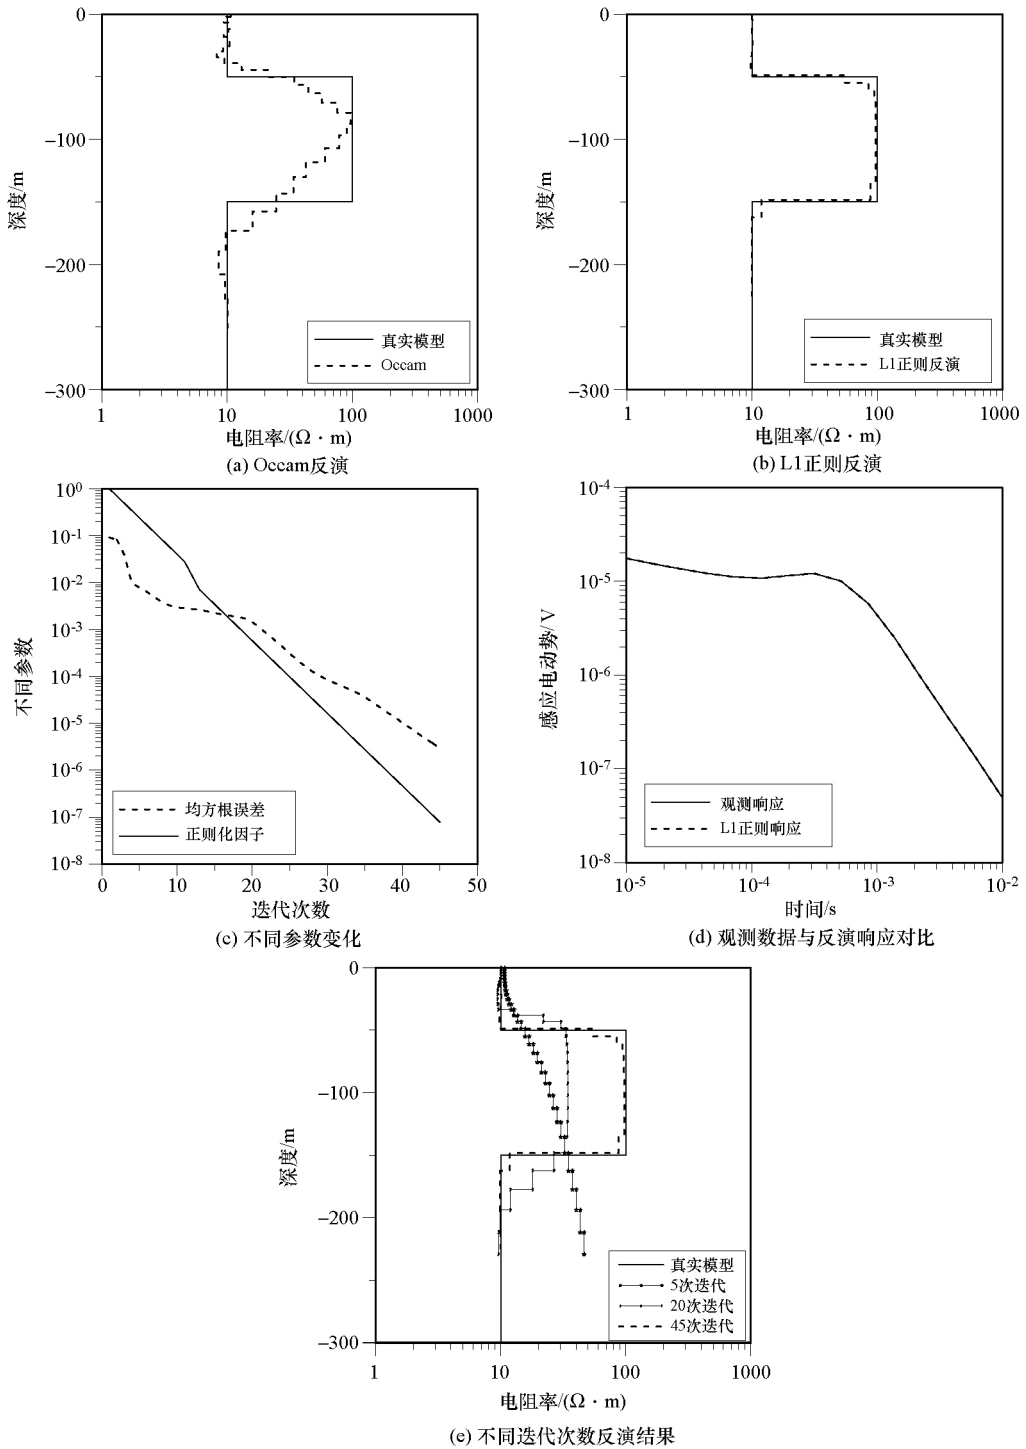 0
−100
−200
−300
深度/m
1
10
100
1000
真实模型
Occam
电阻率/(Ω · m)
(a) Occam反演
0
−100
−200
−300
深度/m
1
10
100
1000
真实模型
L1正则反演
电阻率/(Ω · m)
(b) L1正则反演
10⁰
10⁻¹
10⁻²
10⁻³
10⁻⁴
10⁻⁵
10⁻⁶
10⁻⁷
10⁻⁸
不同参数
0
10
20
30
40
50
均方根误差
正则化因子
迭代次数
(c) 不同参数变化
10⁻⁴
10⁻⁵
10⁻⁶
10⁻⁷
10⁻⁸
感应电动势/V
10⁻⁵
10⁻⁴
10⁻³
10⁻²
观测响应
L1正则响应
时间/s
(d) 观测数据与反演响应对比
0
−100
−200
−300
深度/m
1
10
100
1000
真实模型
5次迭代
20次迭代
45次迭代
电阻率/(Ω · m)
(e) 不同迭代次数反演结果